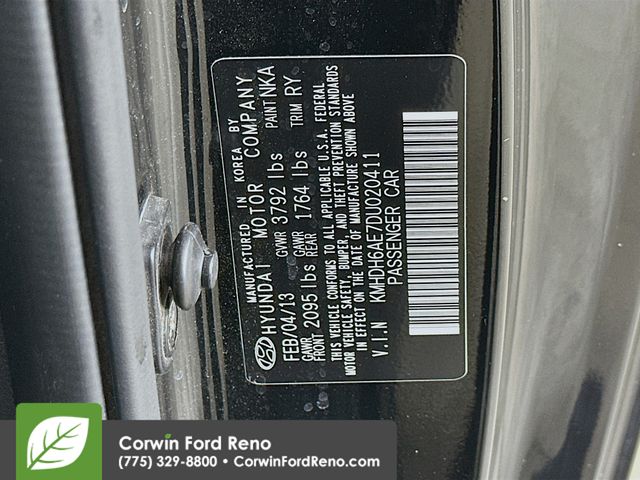 MANUFACTURED IN KOREA BY
HYUNDAI MOTOR COMPANY
FEB/04/13 GVWR 3792 lbs PAINT NKA
GAWR FRONT 2095 lbs GAWR REAR 1764 lbs TRIM RY
THIS VEHICLE CONFORMS TO ALL APPLICABLE U.S.A. FEDERAL
MOTOR VEHICLE SAFETY, BUMPER, AND THEFT PREVENTION STANDARDS
IN EFFECT ON THE DATE OF MANUFACTURE SHOWN ABOVE
V.I.N KMHDH6AE7DU020411
PASSENGER CAR
Corwin Ford Reno
(775) 329-8800 • CorwinFordReno.com